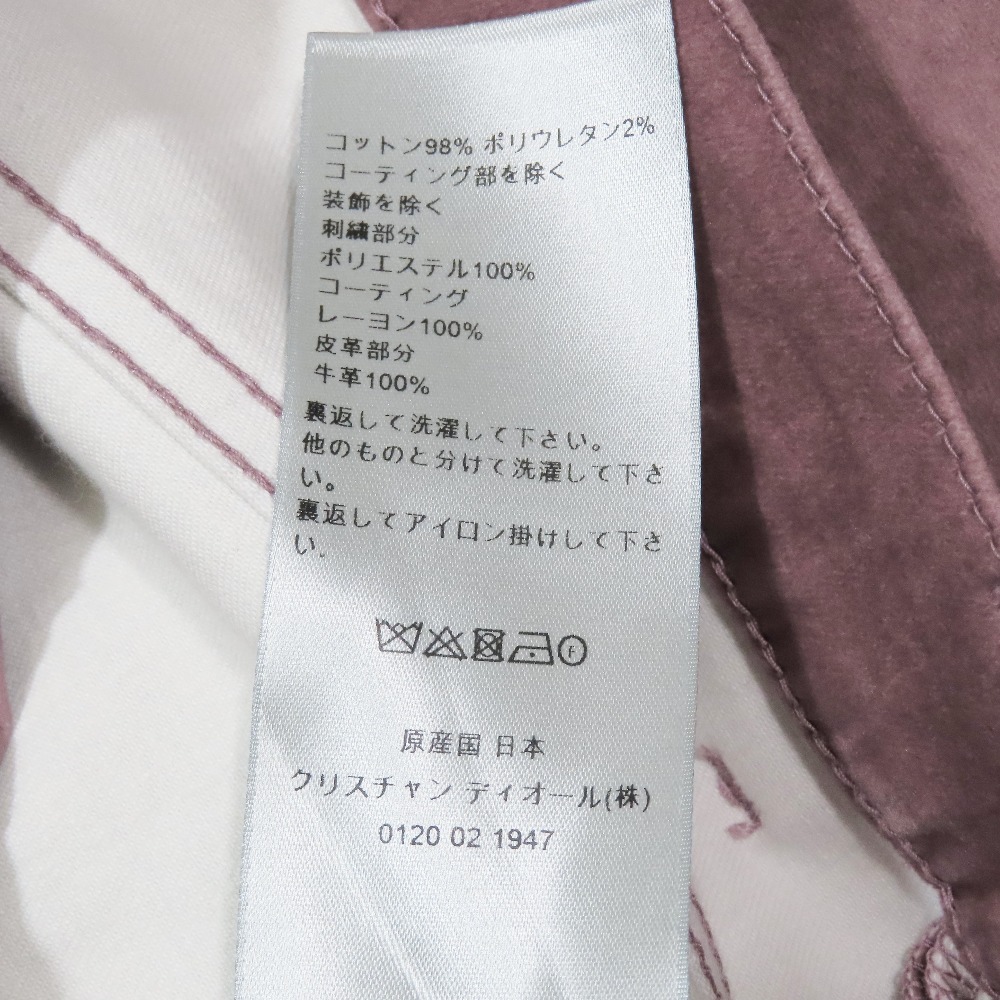 コットン98% ポリウレタン2%
コーティング部を除く
装飾を除く
刺繍部分
ポリエステル100%
コーティング
レーヨン100%
皮革部分
牛革100%
裏返して洗濯して下さい。
他のものと分けて洗濯して下さ
い。
裏返してアイロン掛けして下さ
い。
F
原産国 日本
クリスチャン ディオール(株)
0120 02 1947